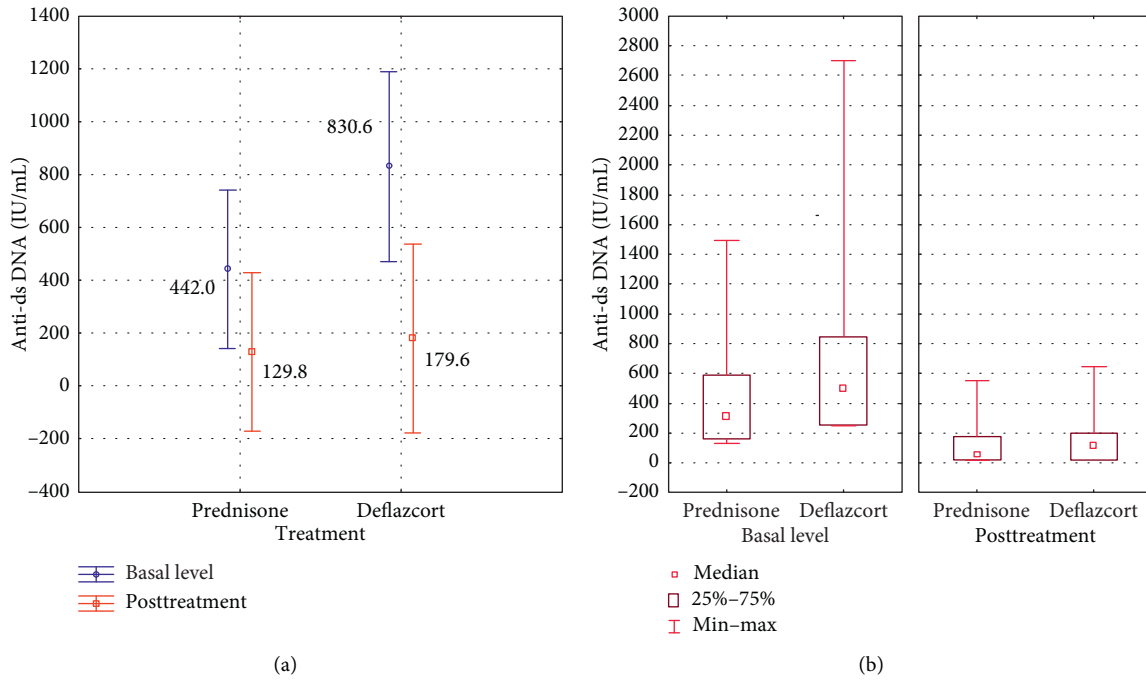 Anti-ds DNA (IU/mL)
1400
1200
1000
800
600
400
200
0
−200
−400
830.6
442.0
129.8
179.6
Prednisone
Deflazcort
Treatment
Basal level
Posttreatment
(a)
Anti-ds DNA (IU/mL)
3000
2800
2600
2400
2200
2000
1800
1600
1400
1200
1000
800
600
400
200
0
−200
Prednisone
Deflazcort
Basal level
Prednisone
Deflazcort
Posttreatment
Median
25%–75%
Min–max
(b)